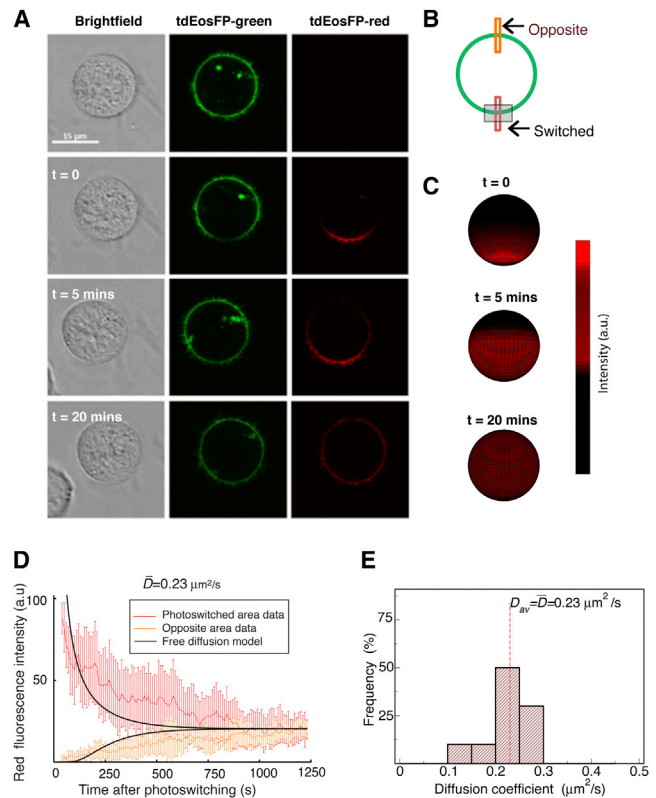 A
Brightfield
tdEosFP-green
tdEosFP-red
15 µm
t = 0
t = 5 mins
t = 20 mins
B
Opposite
Switched
C
t = 0
t = 5 mins
t = 20 mins
Intensity (a.u.)
D
D̅=0.23 µm²/s
Red fluorescence intensity (a.u)
100
50
Photoswitched area data
Opposite area data
Free diffusion model
0 250 500 750 1000 1250
Time after photoswitching (s)
E
D_av=D̅=0.23 µm²/s
Frequency (%)
75
50
25
0 0.1 0.2 0.3 0.4 0.5
Diffusion coefficient (µm²/s)